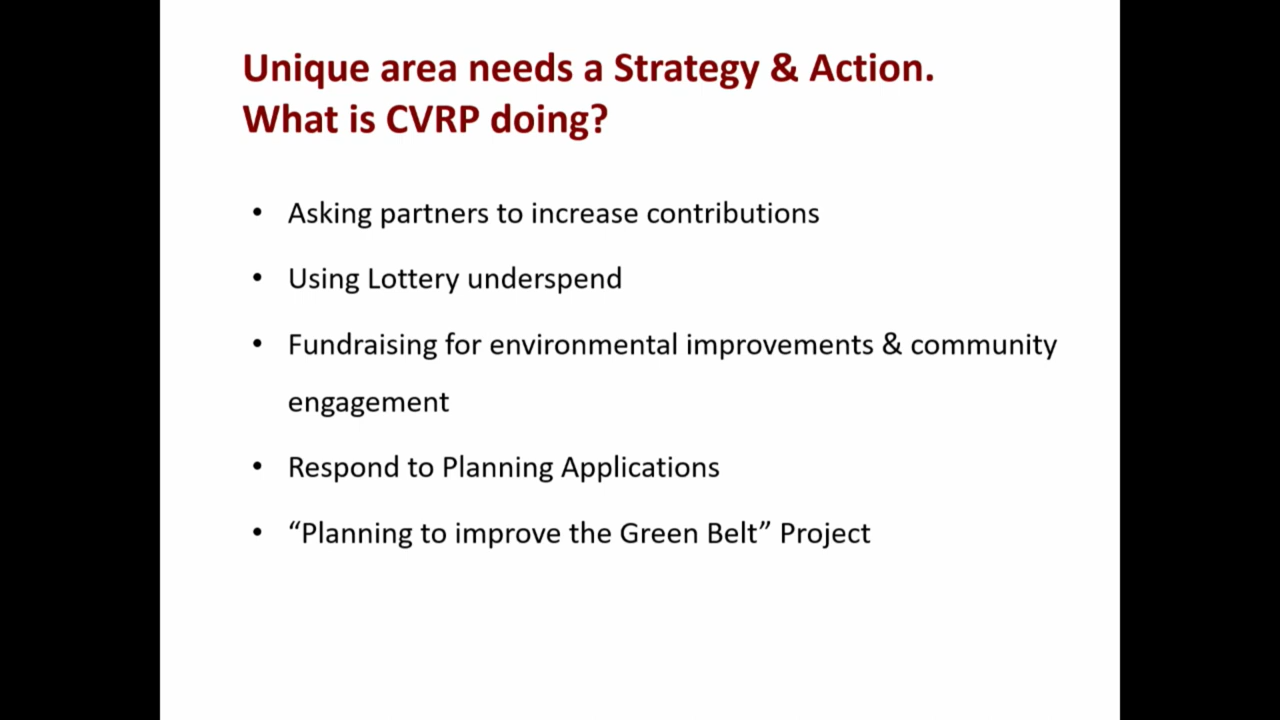 Unique area needs a Strategy & Action.
What is CVRP doing?
• Asking partners to increase contributions
• Using Lottery underspend
• Fundraising for environmental improvements & community
engagement
• Respond to Planning Applications
• “Planning to improve the Green Belt” Project